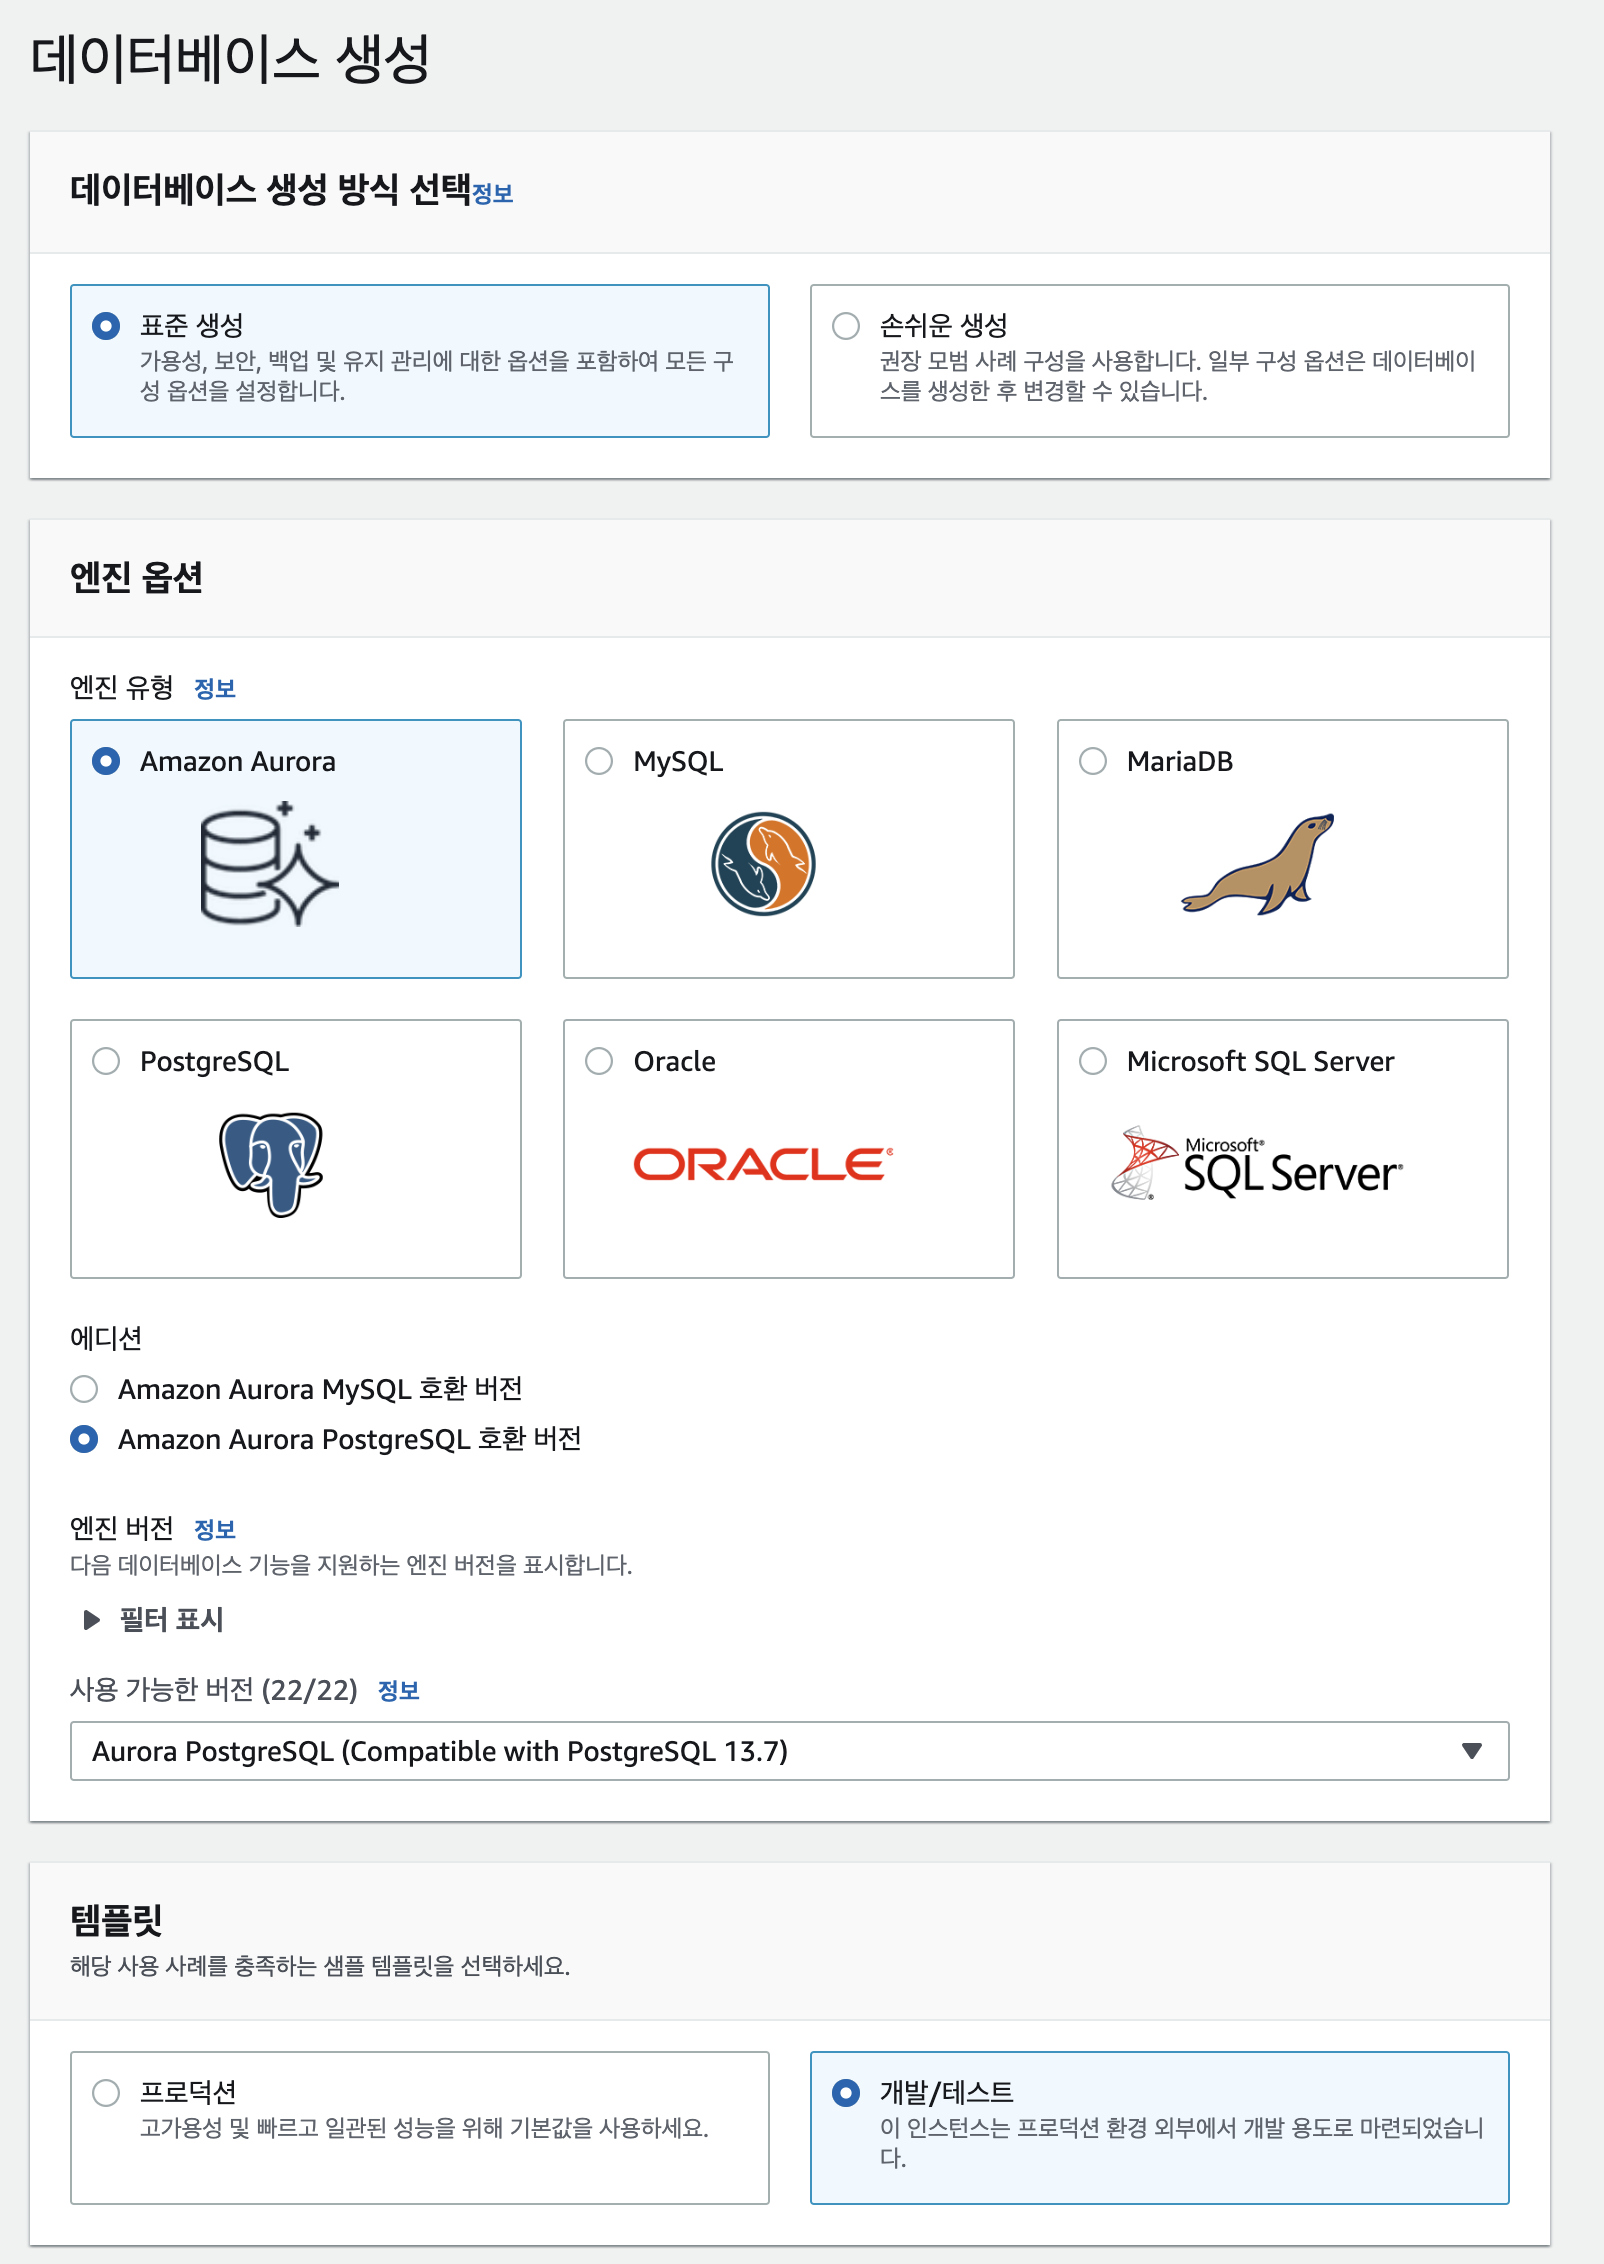 데이터베이스 생성
데이터베이스 생성 방식 선택정보
표준 생성
가용성, 보안, 백업 및 유지 관리에 대한 옵션을 포함하여 모든 구
성 옵션을 설정합니다.
손쉬운 생성
권장 모범 사례 구성을 사용합니다. 일부 구성 옵션은 데이터베이
스를 생성한 후 변경할 수 있습니다.
엔진 옵션
엔진 유형 정보
Amazon Aurora
MySQL
MariaDB
PostgreSQL
Oracle
ORACLE®
Microsoft SQL Server
Microsoft®
SQL Server®
에디션
Amazon Aurora MySQL 호환 버전
Amazon Aurora PostgreSQL 호환 버전
엔진 버전 정보
다음 데이터베이스 기능을 지원하는 엔진 버전을 표시합니다.
필터 표시
사용 가능한 버전 (22/22) 정보
Aurora PostgreSQL (Compatible with PostgreSQL 13.7)
템플릿
해당 사용 사례를 충족하는 샘플 템플릿을 선택하세요.
프로덕션
고가용성 및 빠르고 일관된 성능을 위해 기본값을 사용하세요.
개발/테스트
이 인스턴스는 프로덕션 환경 외부에서 개발 용도로 마련되었습니
다.